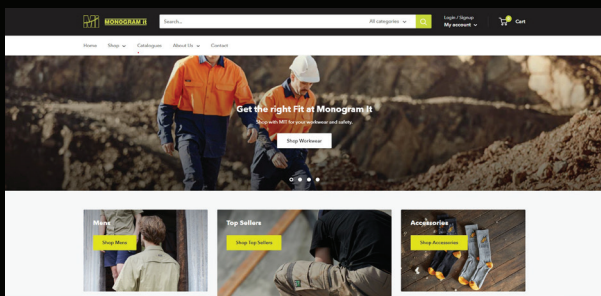 MONOGRAM It
Search...
All categories
Login / Signup
My account
0
Cart
Home
Shop
Catalogues
About Us
Contact
Get the right Fit at Monogram It
Shop with MIT for your workwear and safety.
Shop Workwear
Mens
Shop Mens
Top Sellers
Shop Top Sellers
Accessories
Shop Accessories